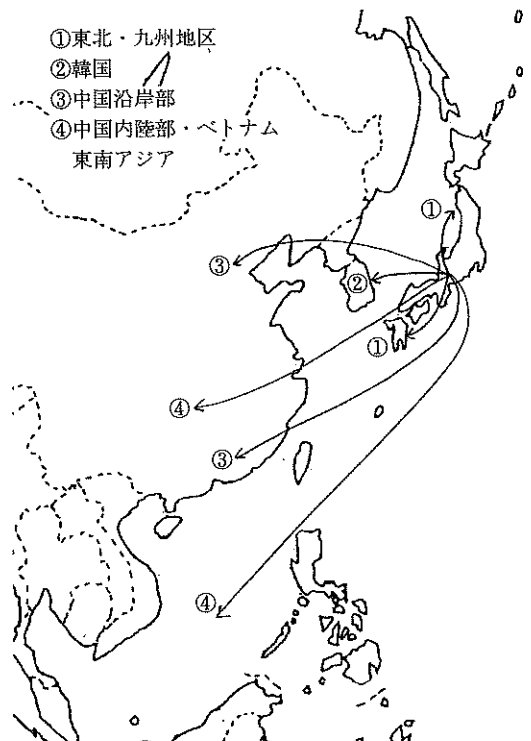 ①東北・九州地区
②韓国
③中国沿岸部
④中国内陸部・ベトナム
東南アジア
①
③
②
①
④
③
④